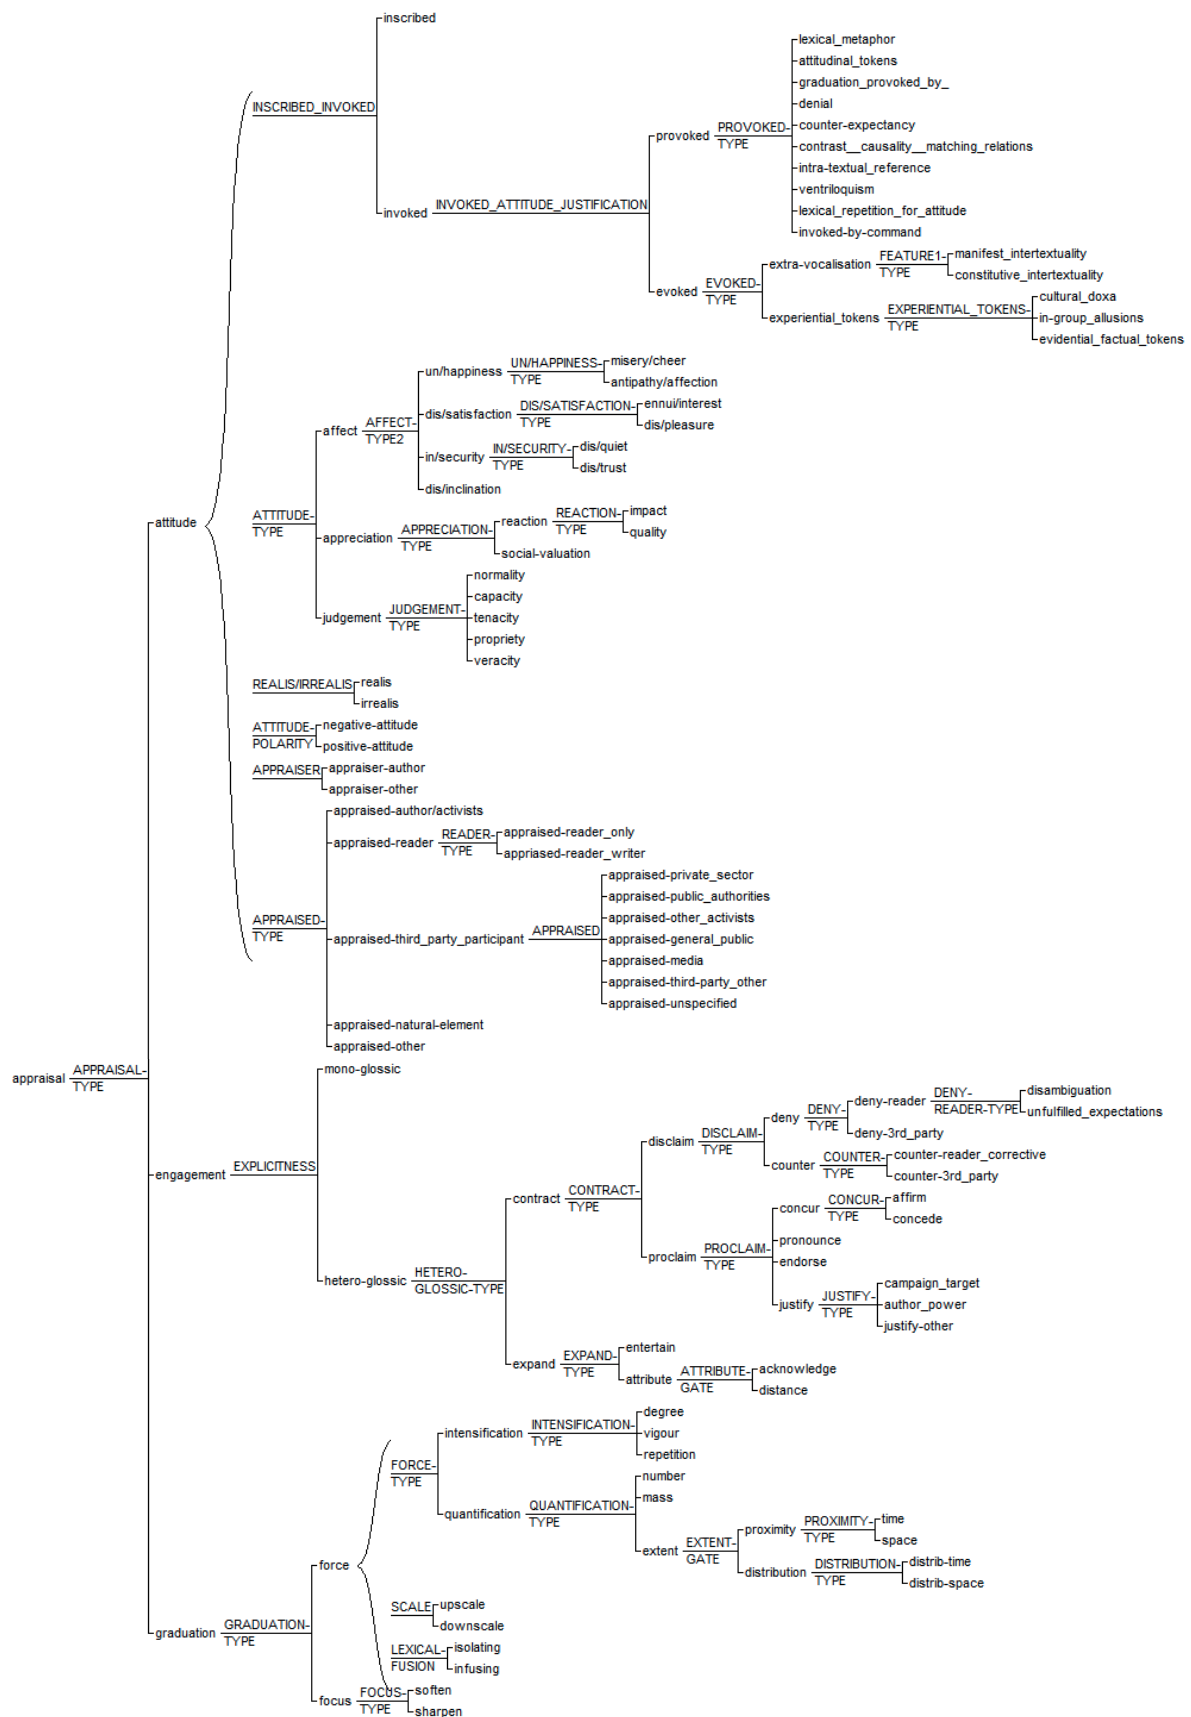 inscribed
lexical_metaphor
attitudinal_tokens
graduation_provoked_by_
denial
INSCRIBED_INVOKED
counter-expectancy
provoked PROVOKED-
TYPE
contrast__causality__matching_relations
intra-textual_reference
ventriloquism
invoked INVOKED_ATTITUDE_JUSTIFICATION
lexical_repetition_for_attitude
invoked-by-command
manifest_intertextuality
extra-vocalisation FEATURE1-
TYPE
constitutive_intertextuality
evoked EVOKED-
TYPE
cultural_doxa
experiential_tokens EXPERIENTIAL_TOKENS-
TYPE
in-group_allusions
evidential_factual_tokens
misery/cheer
un/happiness UN/HAPPINESS-
TYPE
antipathy/affection
ennui/interest
dis/satisfaction DIS/SATISFACTION-
TYPE
dis/pleasure
affect AFFECT-
TYPE2
dis/quiet
in/security IN/SECURITY-
TYPE
dis/trust
dis/inclination
attitude
ATTITUDE-
TYPE
impact
reaction REACTION-
TYPE
quality
appreciation APPRECIATION-
TYPE
social-valuation
normality
capacity
judgement JUDGEMENT-
TYPE
tenacity
propriety
veracity
REALIS/IRREALIS
realis
irrealis
ATTITUDE-
POLARITY
negative-attitude
positive-attitude
APPRAISER
appraiser-author
appraiser-other
appraised-author/activists
appraised-reader READER-
TYPE
appraised-reader_only
appriased-reader_writer
appraised-private_sector
appraised-public_authorities
appraised-other_activists
APPRAISED-
TYPE
appraised-third_party_participant APPRAISED
appraised-general_public
appraised-media
appraised-third-party_other
appraised-unspecified
appraised-natural-element
appraised-other
appraisal APPRAISAL-
TYPE
mono-glossic
disambiguation
deny-reader DENY-
READER-TYPE
unfulfilled_expectations
deny DENY-
TYPE
deny-3rd_party
disclaim DISCLAIM-
TYPE
counter-reader_corrective
counter COUNTER-
TYPE
counter-3rd_party
engagement EXPLICITNESS
contract CONTRACT-
TYPE
affirm
concur CONCUR-
TYPE
concede
pronounce
proclaim PROCLAIM-
TYPE
endorse
hetero-glossic HETERO-
GLOSSIC-TYPE
campaign_target
justify JUSTIFY-
TYPE
author_power
justify-other
entertain
expand EXPAND-
TYPE
acknowledge
attribute ATTRIBUTE-
GATE
distance
degree
intensification INTENSIFICATION-
TYPE
vigour
repetition
FORCE-
TYPE
number
mass
quantification QUANTIFICATION-
TYPE
time
proximity PROXIMITY-
TYPE
space
extent EXTENT-
GATE
distrib-time
distribution DISTRIBUTION-
TYPE
distrib-space
force
SCALE
upscale
downscale
graduation GRADUATION-
TYPE
LEXICAL-
FUSION
isolating
infusing
soften
focus FOCUS-
TYPE
sharpen